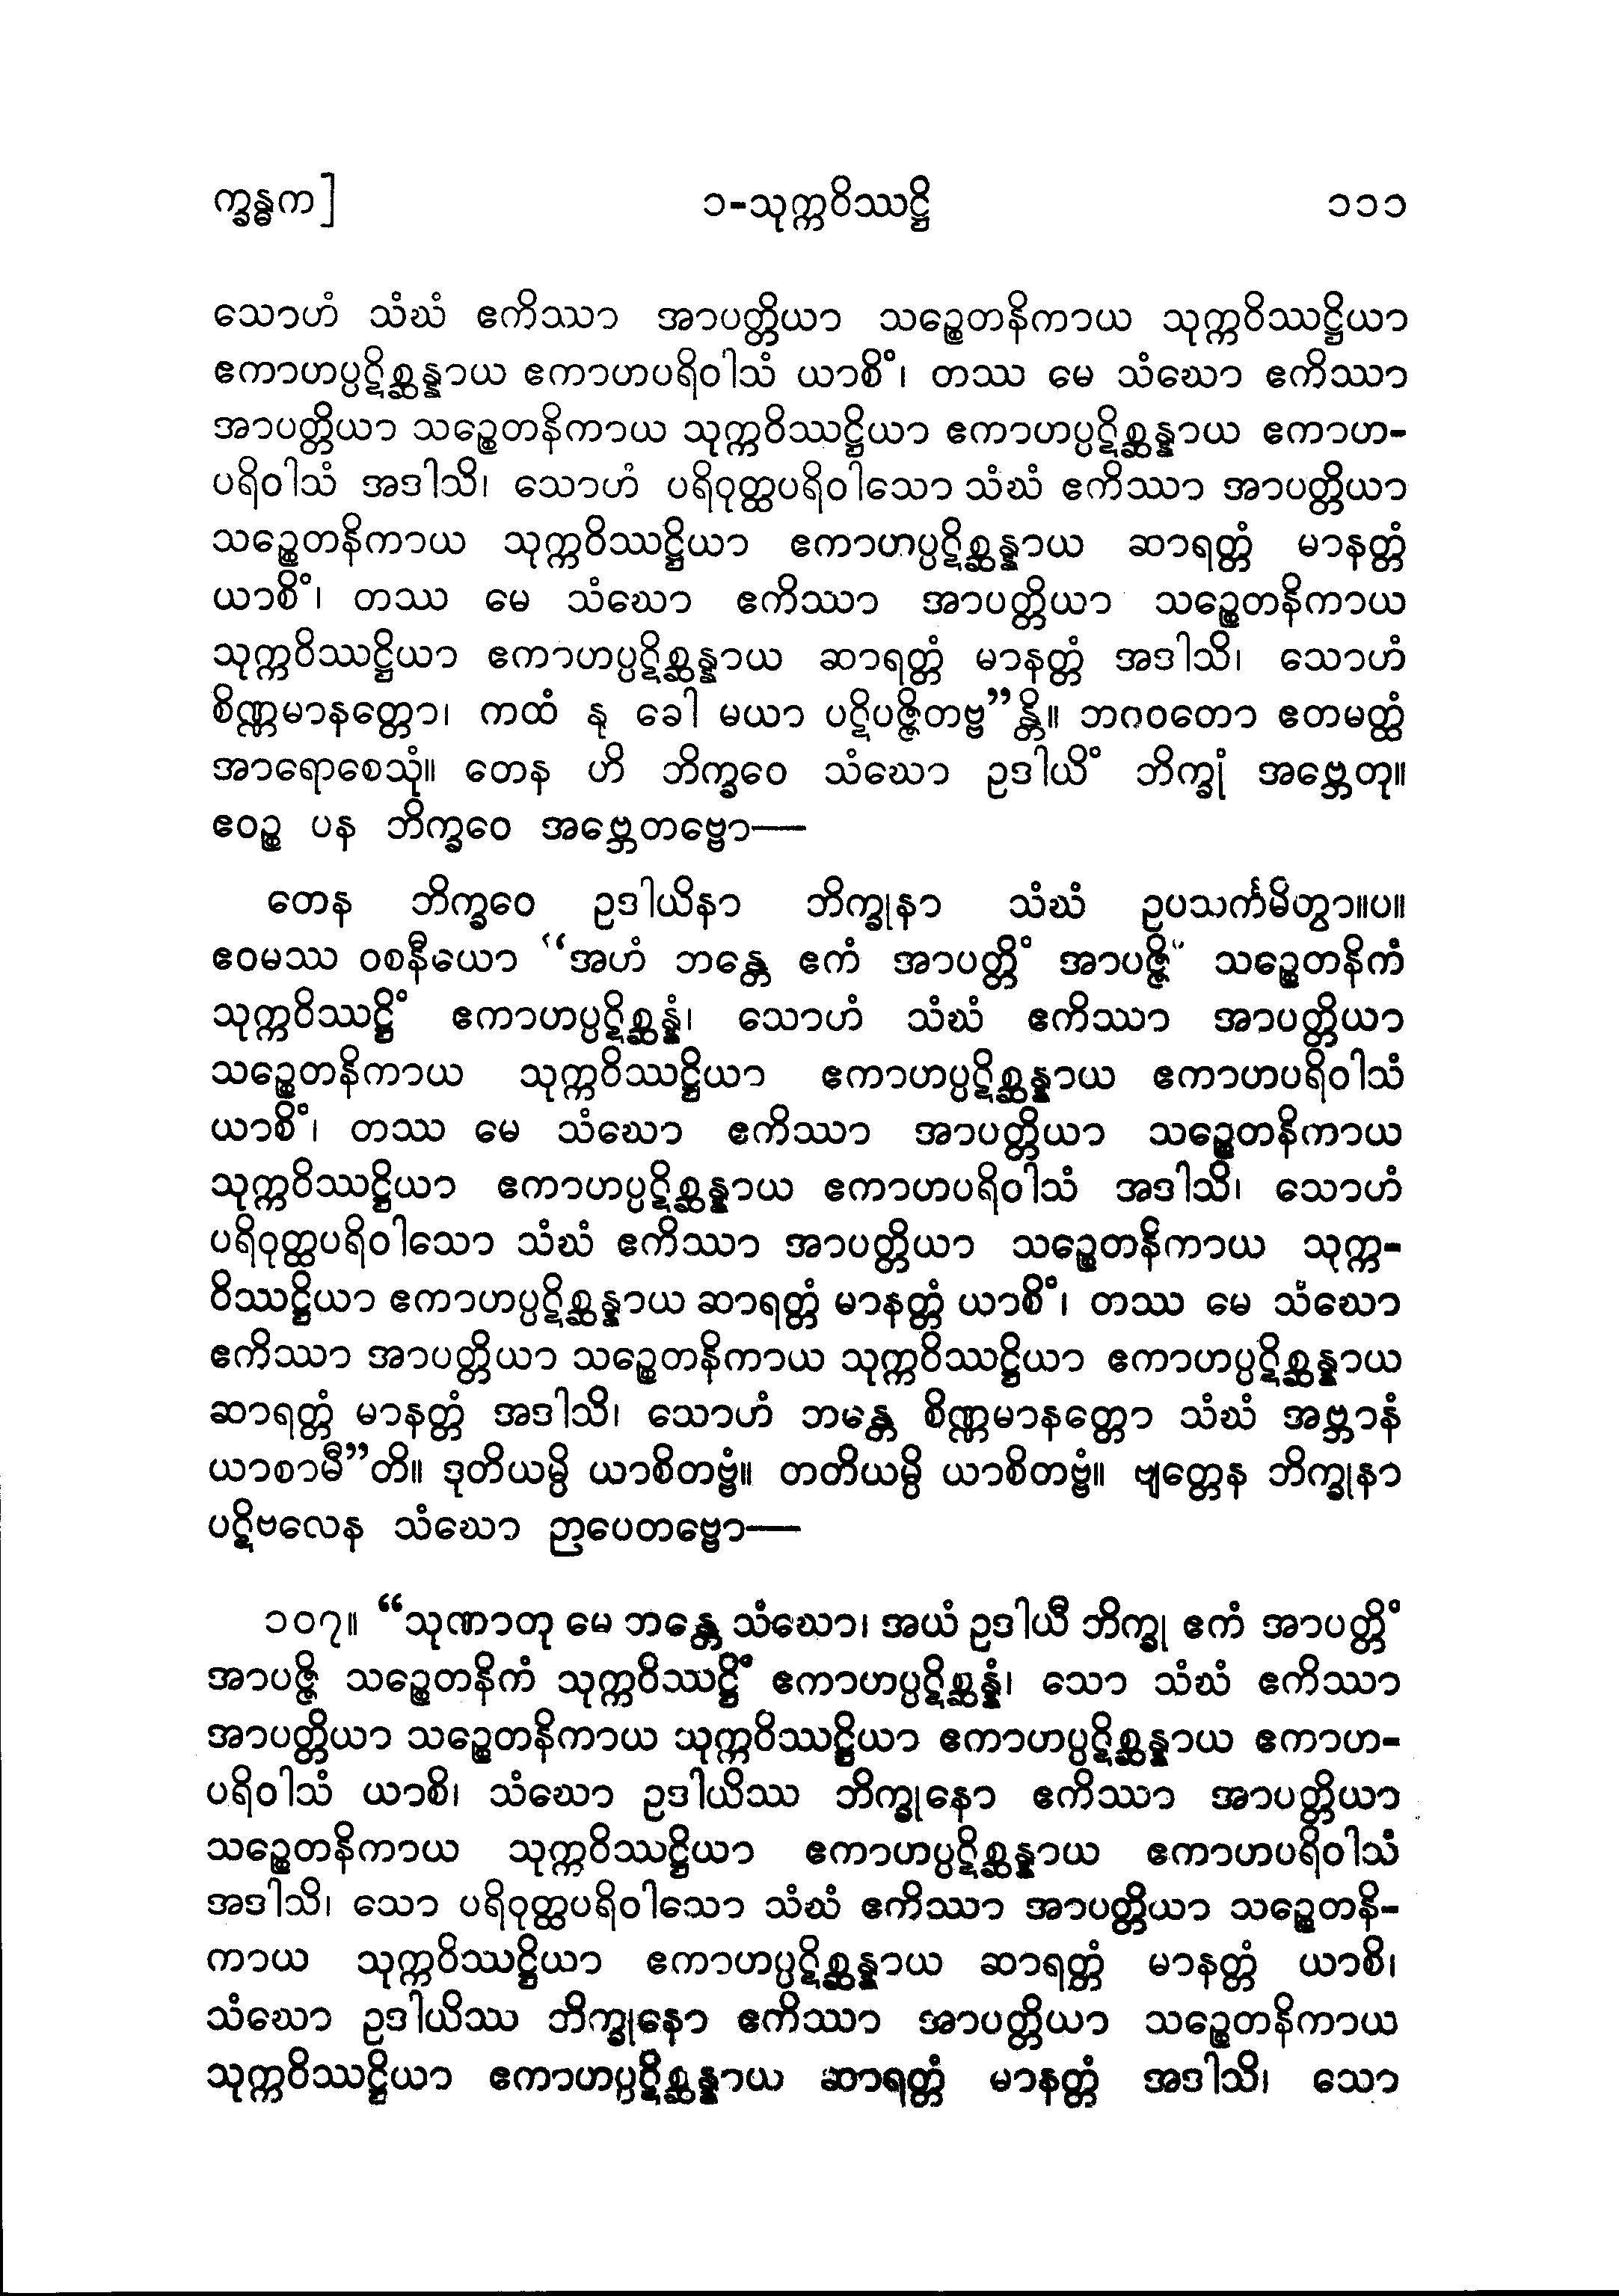 က္ခန္ဓက]
၁-သုက္ကဝိဿဋ္ဌိ
၁၁၁
သောဟံ သံဃံ ဧကိဿာ အာပတ္တိယာ သဉ္စေတနိကာယ သုက္ကဝိဿဋ္ဌိယာ
ဧကာဟပ္ပဋိစ္ဆန္နာယ ဧကာဟပရိဝါသံ ယာစိံ၊ တဿ မေ သံဃော ဧကိဿာ
အာပတ္တိယာ သဉ္စေတနိကာယ သုက္ကဝိဿဋ္ဌိယာ ဧကာဟပ္ပဋိစ္ဆန္နာယ ဧကာဟ-
ပရိဝါသံ အဒါသိ၊ သောဟံ ပရိဝုတ္ထပရိဝါသော သံဃံ ဧကိဿာ အာပတ္တိယာ
သဉ္စေတနိကာယ သုက္ကဝိဿဋ္ဌိယာ ဧကာဟပ္ပဋိစ္ဆန္နာယ ဆာရတ္တံ မာနတ္တံ
ယာစိံ၊ တဿ မေ သံဃော ဧကိဿာ အာပတ္တိယာ သဉ္စေတနိကာယ
သုက္ကဝိဿဋ္ဌိယာ ဧကာဟပ္ပဋိစ္ဆန္နာယ ဆာရတ္တံ မာနတ္တံ အဒါသိ၊ သောဟံ
စိဏ္ဏမာနတ္တော၊ ကထံ နု ခေါ မယာ ပဋိပဇ္ဇိတဗ္ဗ”န္တိ။ ဘဂဝတော ဧတမတ္ထံ
အာရောစေသုံ။ တေန ဟိ ဘိက္ခဝေ သံဃော ဥဒါယိံ ဘိက္ခုံ အဗ္ဘေတု။
ဧဝဉ္စ ပန ဘိက္ခဝေ အဗ္ဘေတဗ္ဗော—
တေန ဘိက္ခဝေ ဥဒါယိနာ ဘိက္ခုနာ သံဃံ ဥပသင်္ကမိတွာ။ပ။
ဧဝမဿ ဝစနီယော “အဟံ ဘန္တေ ဧကံ အာပတ္တိံ အာပဇ္ဇိံ သဉ္စေတနိကံ
သုက္ကဝိဿဋ္ဌိံ ဧကာဟပ္ပဋိစ္ဆန္နံ၊ သောဟံ သံဃံ ဧကိဿာ အာပတ္တိယာ
သဉ္စေတနိကာယ သုက္ကဝိဿဋ္ဌိယာ ဧကာဟပ္ပဋိစ္ဆန္နာယ ဧကာဟပရိဝါသံ
ယာစိံ၊ တဿ မေ သံဃော ဧကိဿာ အာပတ္တိယာ သဉ္စေတနိကာယ
သုက္ကဝိဿဋ္ဌိယာ ဧကာဟပ္ပဋိစ္ဆန္နာယ ဧကာဟပရိဝါသံ အဒါသိ၊ သောဟံ
ပရိဝုတ္ထပရိဝါသော သံဃံ ဧကိဿာ အာပတ္တိယာ သဉ္စေတနိကာယ သုက္က-
ဝိဿဋ္ဌိယာ ဧကာဟပ္ပဋိစ္ဆန္နာယ ဆာရတ္တံ မာနတ္တံ ယာစိံ၊ တဿ မေ သံဃော
ဧကိဿာ အာပတ္တိယာ သဉ္စေတနိကာယ သုက္ကဝိဿဋ္ဌိယာ ဧကာဟပ္ပဋိစ္ဆန္နာယ
ဆာရတ္တံ မာနတ္တံ အဒါသိ၊ သောဟံ ဘန္တေ စိဏ္ဏမာနတ္တော သံဃံ အဗ္ဘာနံ
ယာစာမီ”တိ။ ဒုတိယမ္ပိ ယာစိတဗ္ဗံ။ တတိယမ္ပိ ယာစိတဗ္ဗံ။ ဗျတ္တေန ဘိက္ခုနာ
ပဋိဗလေန သံဃော ဉာပေတဗ္ဗော—
၁၀၇။ “သုဏာတု မေ ဘန္တေ သံဃော၊ အယံ ဥဒါယီ ဘိက္ခု ဧကံ အာပတ္တိံ
အာပဇ္ဇိ သဉ္စေတနိကံ သုက္ကဝိဿဋ္ဌိံ ဧကာဟပ္ပဋိစ္ဆန္နံ၊ သော သံဃံ ဧကိဿာ
အာပတ္တိယာ သဉ္စေတနိကာယ သုက္ကဝိဿဋ္ဌိယာ ဧကာဟပ္ပဋိစ္ဆန္နာယ ဧကာဟ-
ပရိဝါသံ ယာစိ၊ သံဃော ဥဒါယိဿ ဘိက္ခုနော ဧကိဿာ အာပတ္တိယာ
သဉ္စေတနိကာယ သုက္ကဝိဿဋ္ဌိယာ ဧကာဟပ္ပဋိစ္ဆန္နာယ ဧကာဟပရိဝါသံ
အဒါသိ၊ သော ပရိဝုတ္ထပရိဝါသော သံဃံ ဧကိဿာ အာပတ္တိယာ သဉ္စေတနိ-
ကာယ သုက္ကဝိဿဋ္ဌိယာ ဧကာဟပ္ပဋိစ္ဆန္နာယ ဆာရတ္တံ မာနတ္တံ ယာစိ၊
သံဃော ဥဒါယိဿ ဘိက္ခုနော ဧကိဿာ အာပတ္တိယာ သဉ္စေတနိကာယ
သုက္ကဝိဿဋ္ဌိယာ ဧကာဟပ္ပဋိစ္ဆန္နာယ ဆာရတ္တံ မာနတ္တံ အဒါသိ၊ သော